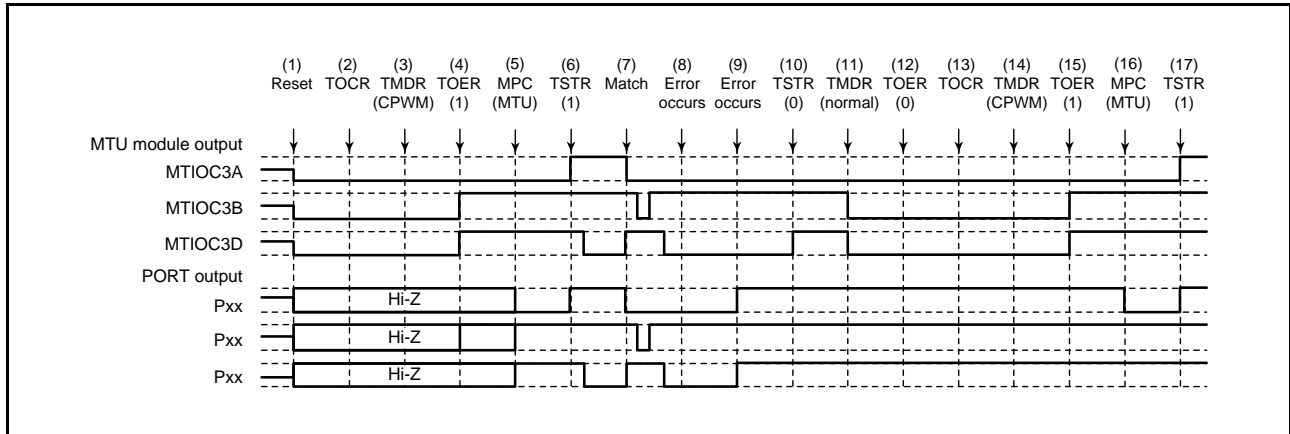 (1) (2) (3) (4) (5) (6) (7) (8) (9) (10) (11) (12) (13) (14) (15) (16) (17)
Reset TOCR TMDR TOER MPC TSTR Match Error Error TSTR TMDR TOER TOCR TMDR TOER MPC TSTR
(CPWM) (1) (MTU) (1) occurs occurs (0) (normal) (0) (CPWM) (1) (MTU) (1)
MTU module output
MTIOC3A
MTIOC3B
MTIOC3D
PORT output
Pxx Hi-Z
Pxx Hi-Z
Pxx Hi-Z